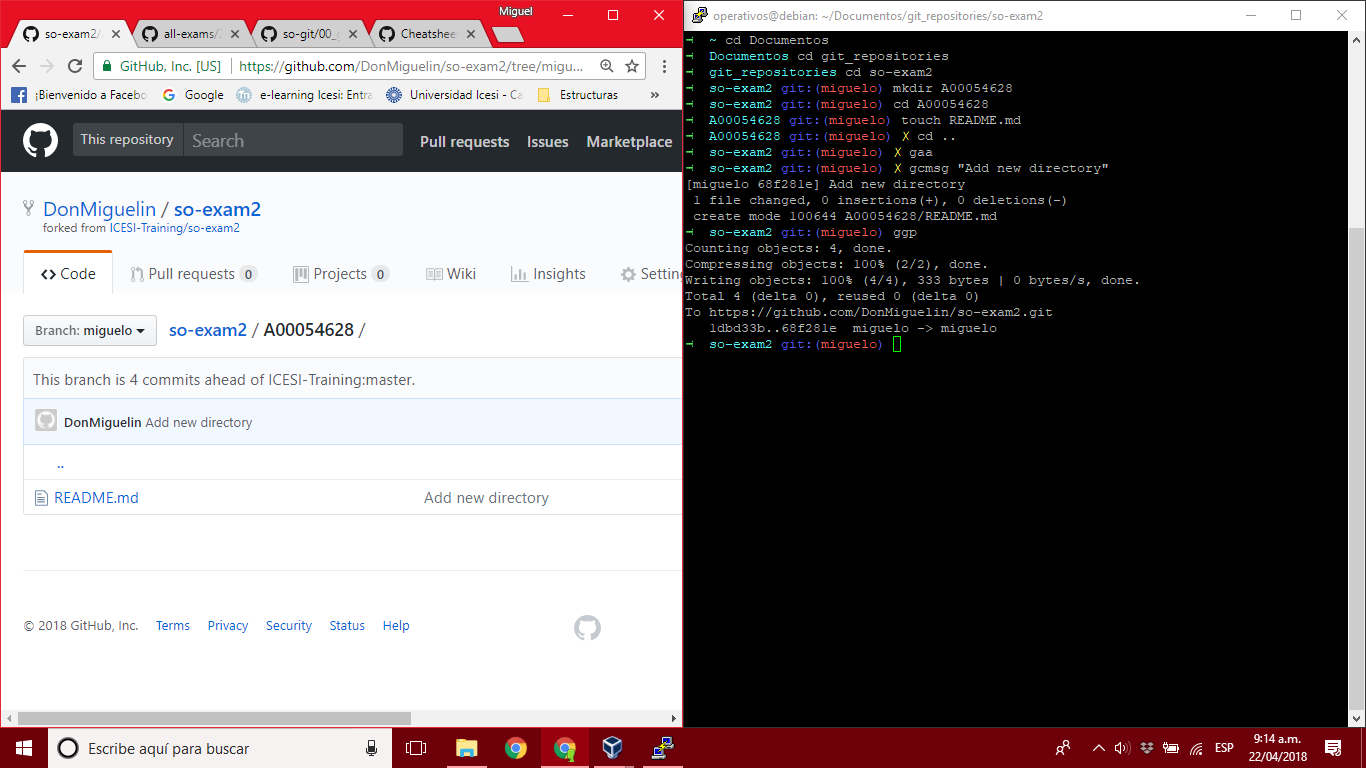 Miguel
so-exam2/
all-exams/
so-git/00_
Cheatshee
GitHub, Inc. [US]
https://github.com/DonMiguelin/so-exam2/tree/migu...
¡Bienvenido a Facebo
Google
e-learning Icesi: Entra
Universidad Icesi - Ca
Estructuras
»
This repository
Search
Pull requests
Issues
Marketplace
DonMiguelin / so-exam2
forked from ICESI-Training/so-exam2
Code
Pull requests 0
Projects 0
Wiki
Insights
Settin
Branch: miguelo
so-exam2 / A00054628 /
This branch is 4 commits ahead of ICESI-Training:master.
DonMiguelin Add new directory
..
README.md
Add new directory
© 2018 GitHub, Inc.
Terms
Privacy
Security
Status
Help
operativos@debian: ~/Documentos/git_repositories/so-exam2
~ cd Documentos
Documentos cd git_repositories
git_repositories cd so-exam2
so-exam2 git:(miguelo) mkdir A00054628
so-exam2 git:(miguelo) cd A00054628
A00054628 git:(miguelo) touch README.md
A00054628 git:(miguelo) ✗ cd ..
so-exam2 git:(miguelo) ✗ gaa
so-exam2 git:(miguelo) ✗ gcmsg "Add new directory"
[miguelo 68f281e] Add new directory
1 file changed, 0 insertions(+), 0 deletions(-)
create mode 100644 A00054628/README.md
so-exam2 git:(miguelo) ggp
Counting objects: 4, done.
Compressing objects: 100% (2/2), done.
Writing objects: 100% (4/4), 333 bytes | 0 bytes/s, done.
Total 4 (delta 0), reused 0 (delta 0)
To https://github.com/DonMiguelin/so-exam2.git
1dbd33b..68f281e miguelo -> miguelo
so-exam2 git:(miguelo)
Escribe aquí para buscar
ESP
9:14 a.m.
22/04/2018